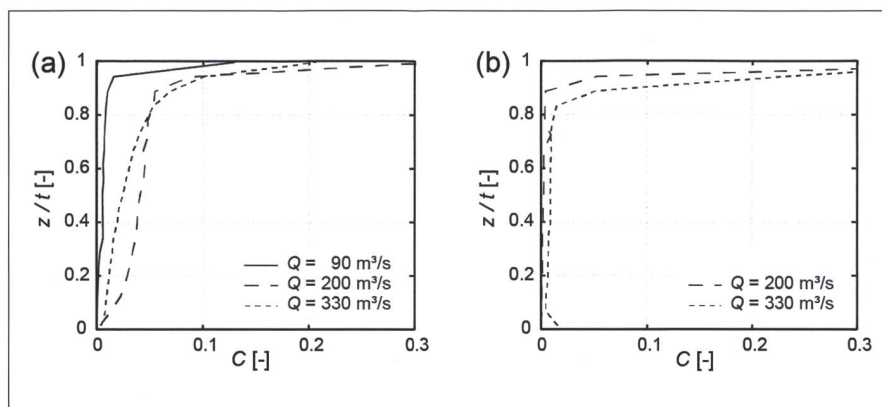 (a)
1
0.8
0.6
0.4
0.2
0
z / t [-]
0
0.1
0.2
0.3
C [-]
Q = 90 m³/s
Q = 200 m³/s
Q = 330 m³/s
(b)
1
0.8
0.6
0.4
0.2
0
z / t [-]
0
0.1
0.2
0.3
C [-]
Q = 200 m³/s
Q = 330 m³/s